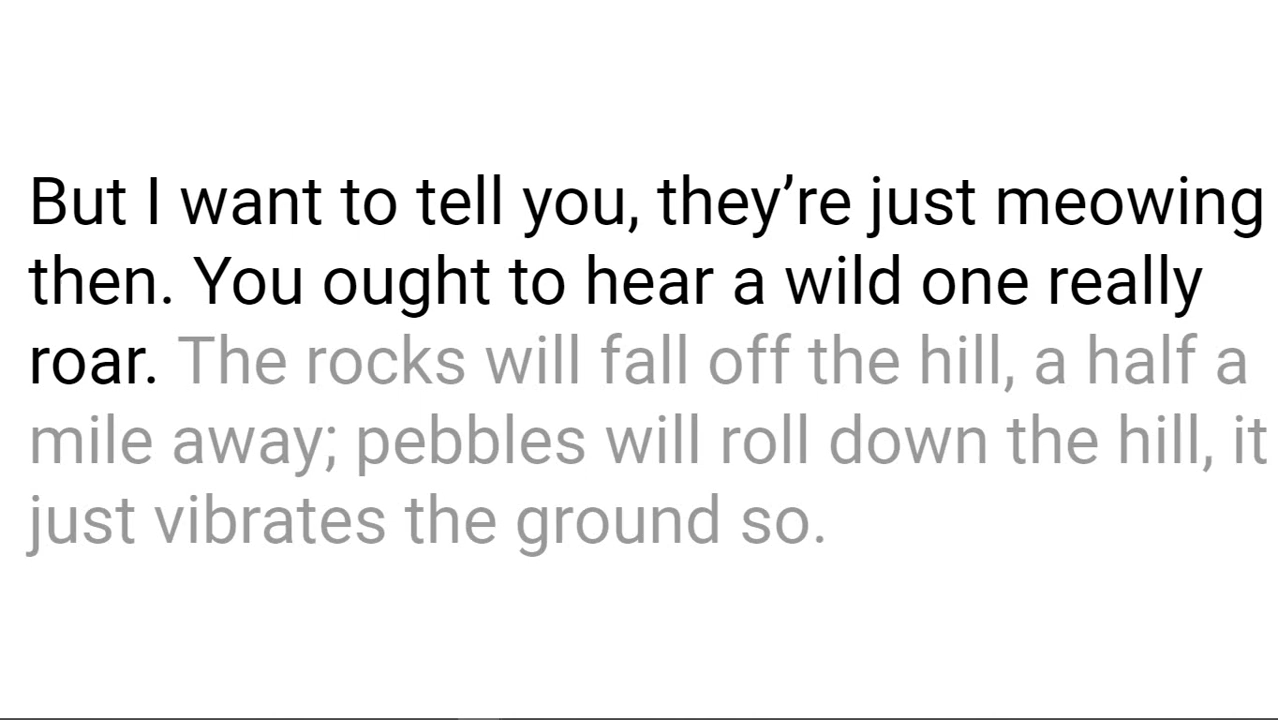 But I want to tell you, they’re just meowing
then. You ought to hear a wild one really
roar. The rocks will fall off the hill, a half a
mile away; pebbles will roll down the hill, it
just vibrates the ground so.